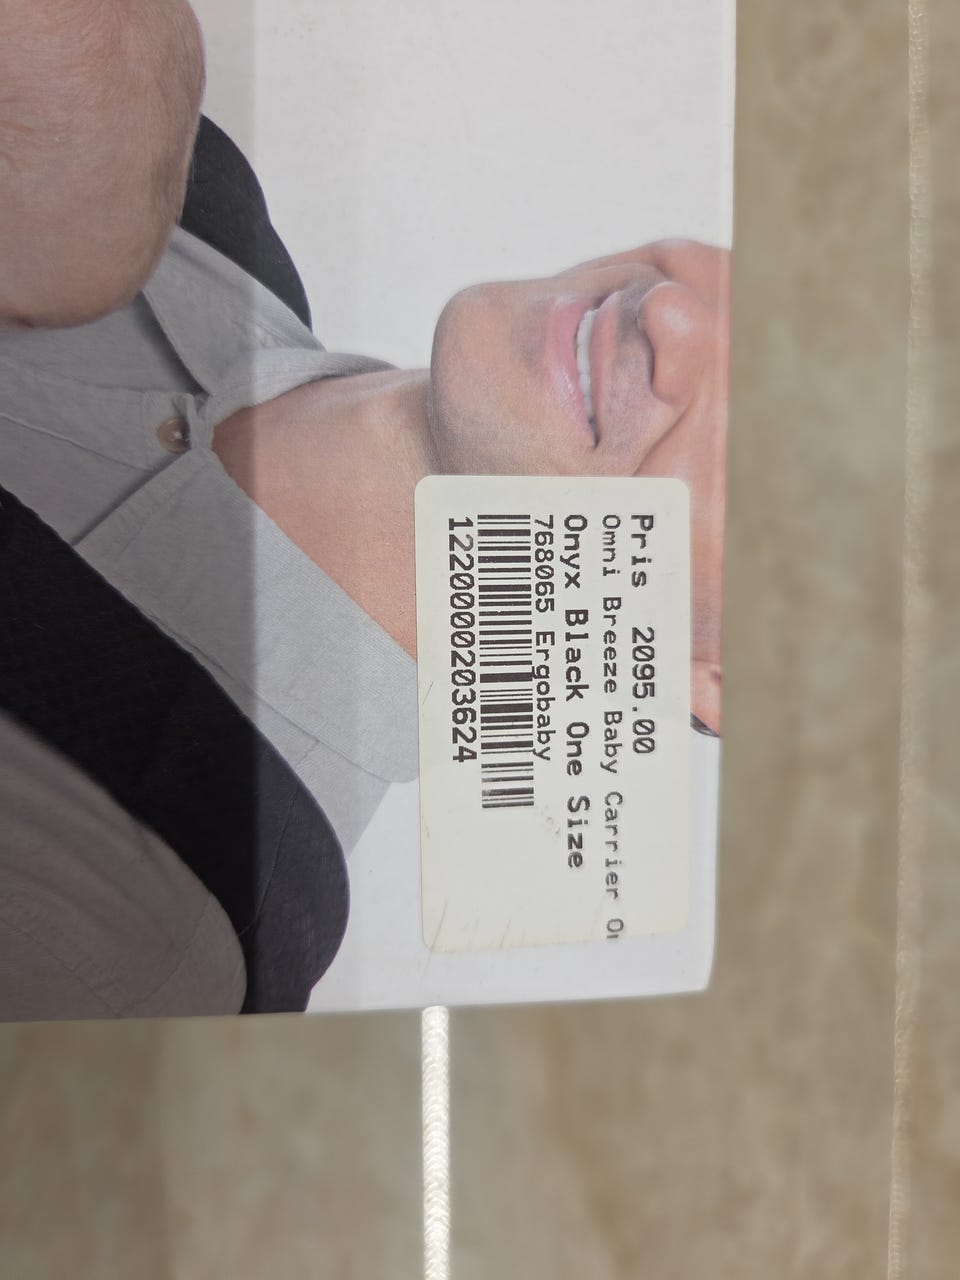 Pris 2095.00
Omni Breeze Baby Carrier
Onyx Black One Size
768065 Ergobaby
1220000203624